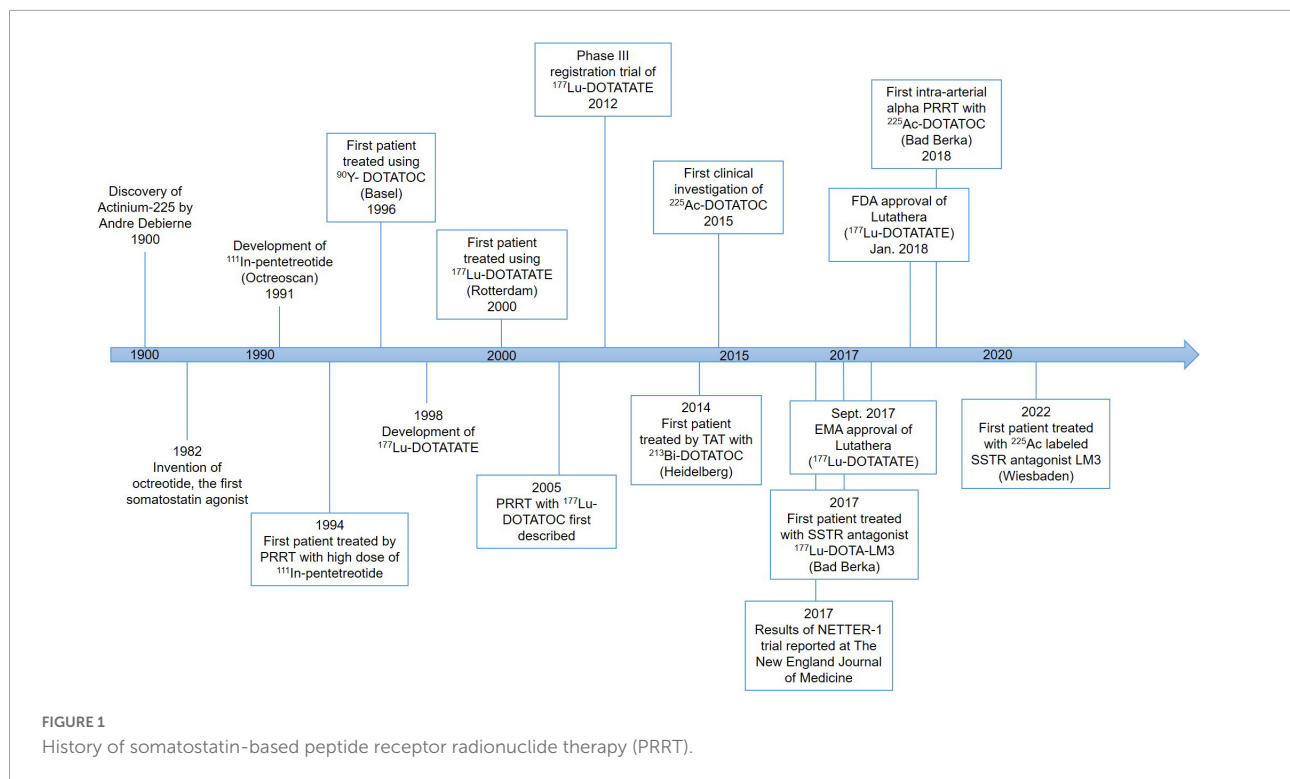 Discovery of
Actinium-225 by
Andre Debierne
1900
Development of
¹¹¹In-pentetreotide
(Octreoscan)
1991
First patient
treated using
⁹⁰Y- DOTATOC
(Basel)
1996
First patient
treated using
¹⁷⁷Lu-DOTATATE
(Rotterdam)
2000
Phase III
registration trial of
¹⁷⁷Lu-DOTATATE
2012
First clinical
investigation of
²²⁵Ac-DOTATOC
2015
First intra-arterial
alpha PRRT with
²²⁵Ac-DOTATOC
(Bad Berka)
2018
FDA approval of
Lutathera
(¹⁷⁷Lu-DOTATATE)
Jan. 2018
1900 1990 2000 2015 2017 2020
1982
Invention of
octreotide, the first
somatostatin agonist
1994
First patient treated by
PRRT with high dose of
¹¹¹In-pentetreotide
1998
Development of
¹⁷⁷Lu-DOTATATE
2005
PRRT with ¹⁷⁷Lu-
DOTATOC first
described
2014
First patient
treated by TAT with
²¹³Bi-DOTATOC
(Heidelberg)
Sept. 2017
EMA approval of
Lutathera
(¹⁷⁷Lu-DOTATATE)
2017
First patient treated
with SSTR antagonist
¹⁷⁷Lu-DOTA-LM3
(Bad Berka)
2017
Results of NETTER-1
trial reported at The
New England Journal
of Medicine
2022
First patient treated
with ²²⁵Ac labeled
SSTR antagonist LM3
(Wiesbaden)
FIGURE 1
History of somatostatin-based peptide receptor radionuclide therapy (PRRT).